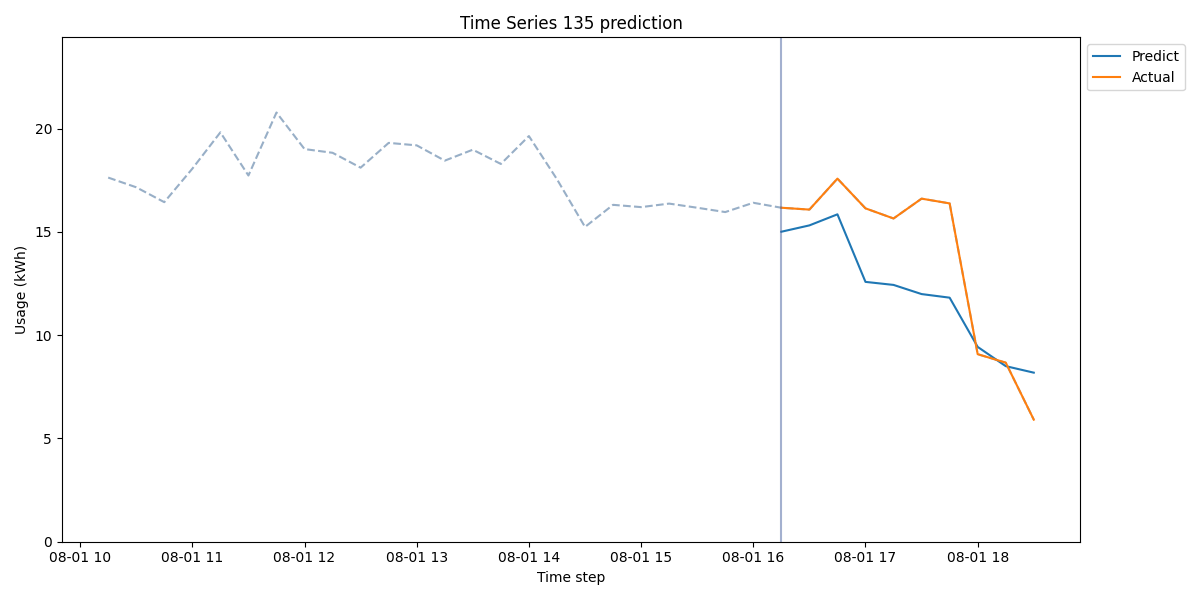 Time Series 135 prediction
Predict
Actual
Usage (kWh)
20
15
10
5
0
08-01 10
08-01 11
08-01 12
08-01 13
08-01 14
08-01 15
08-01 16
08-01 17
08-01 18
Time step